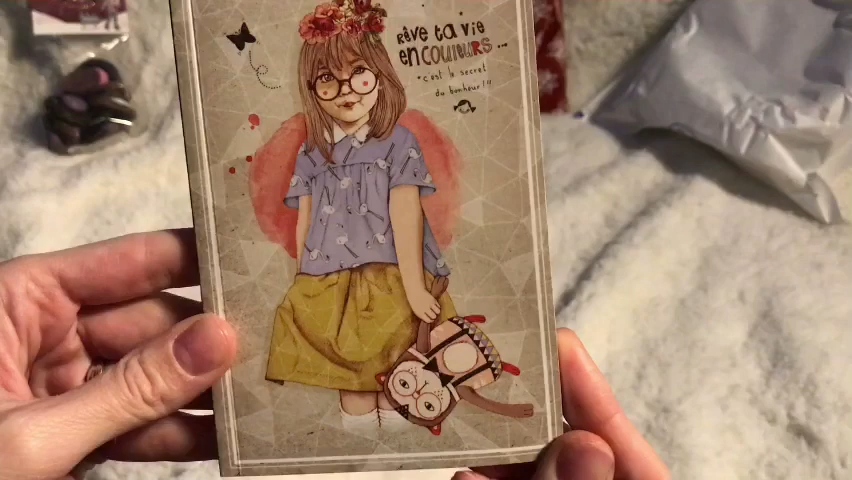 RÊVE ta vie
en couleurs ...
"c'est le secret
du bonheur!!"